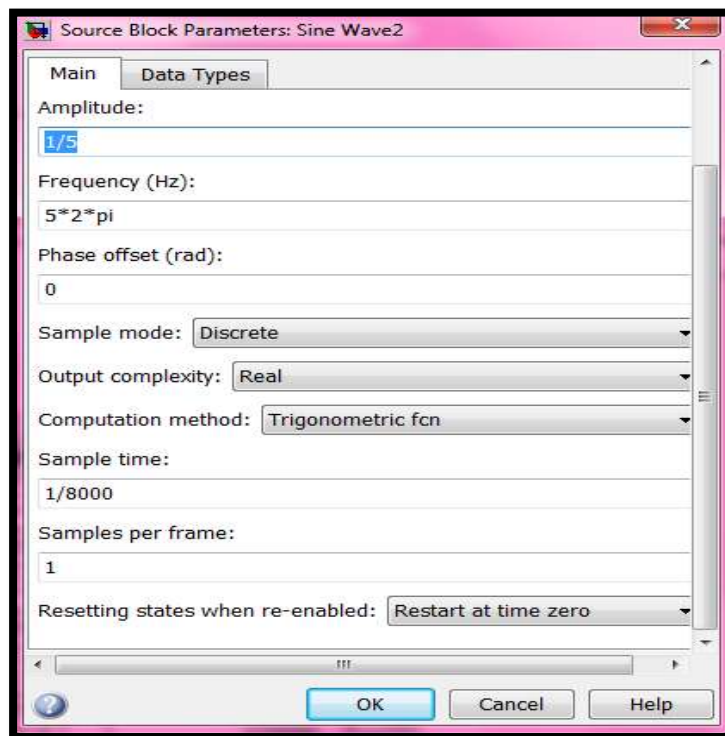 Source Block Parameters: Sine Wave2
Main Data Types
Amplitude:
1/5
Frequency (Hz):
5*2*pi
Phase offset (rad):
0
Sample mode: Discrete
Output complexity: Real
Computation method: Trigonometric fcn
Sample time:
1/8000
Samples per frame:
1
Resetting states when re-enabled: Restart at time zero
OK Cancel Help